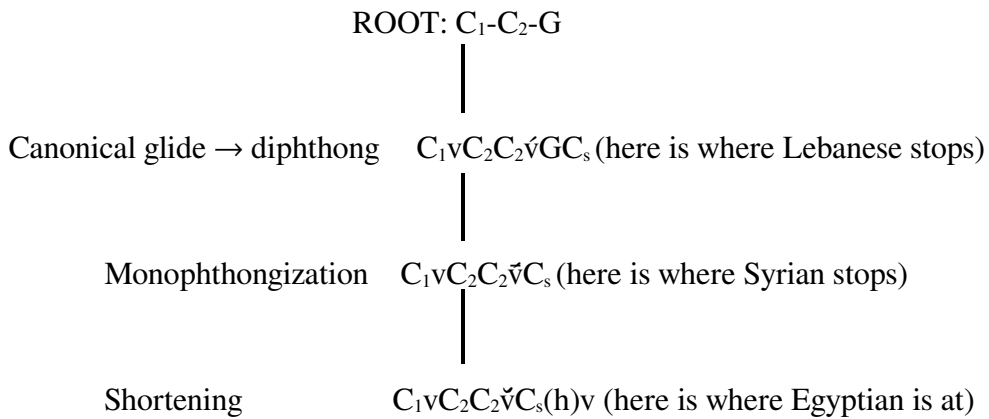 ROOT: C₁-C₂-G
Canonical glide → diphthong C₁vC₂C₂v́GCₛ (here is where Lebanese stops)
Monophthongization C₁vC₂C₂v̄́Cₛ (here is where Syrian stops)
Shortening C₁vC₂C₂v̆́Cₛ(h)v (here is where Egyptian is at)